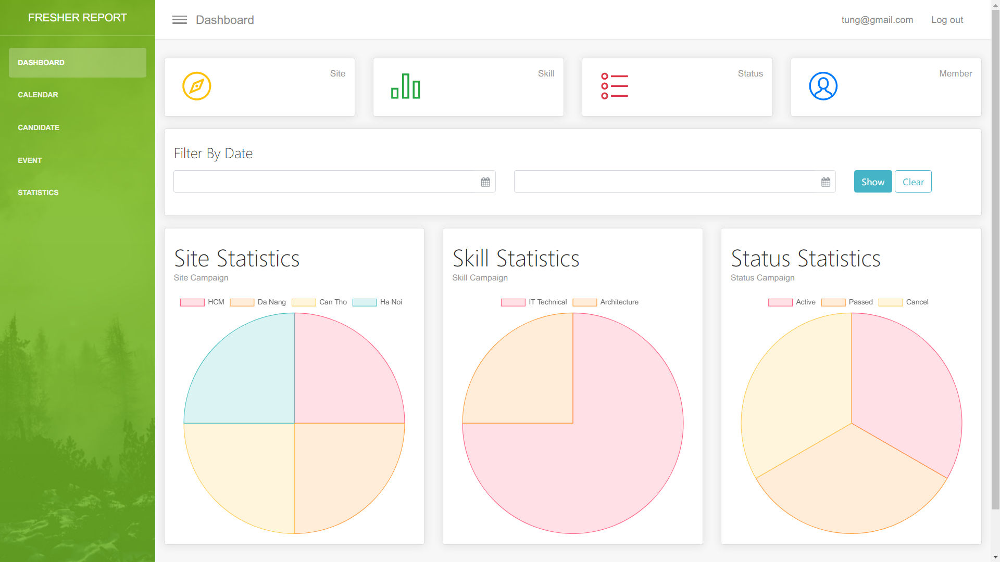 FRESHER REPORT
DASHBOARD
CALENDAR
CANDIDATE
EVENT
STATISTICS
Dashboard
tung@gmail.com Log out
Site
Skill
Status
Member
Filter By Date
Show Clear
Site Statistics
Site Campaign
HCM Da Nang Can Tho Ha Noi
Skill Statistics
Skill Campaign
IT Technical Architecture
Status Statistics
Status Campaign
Active Passed Cancel